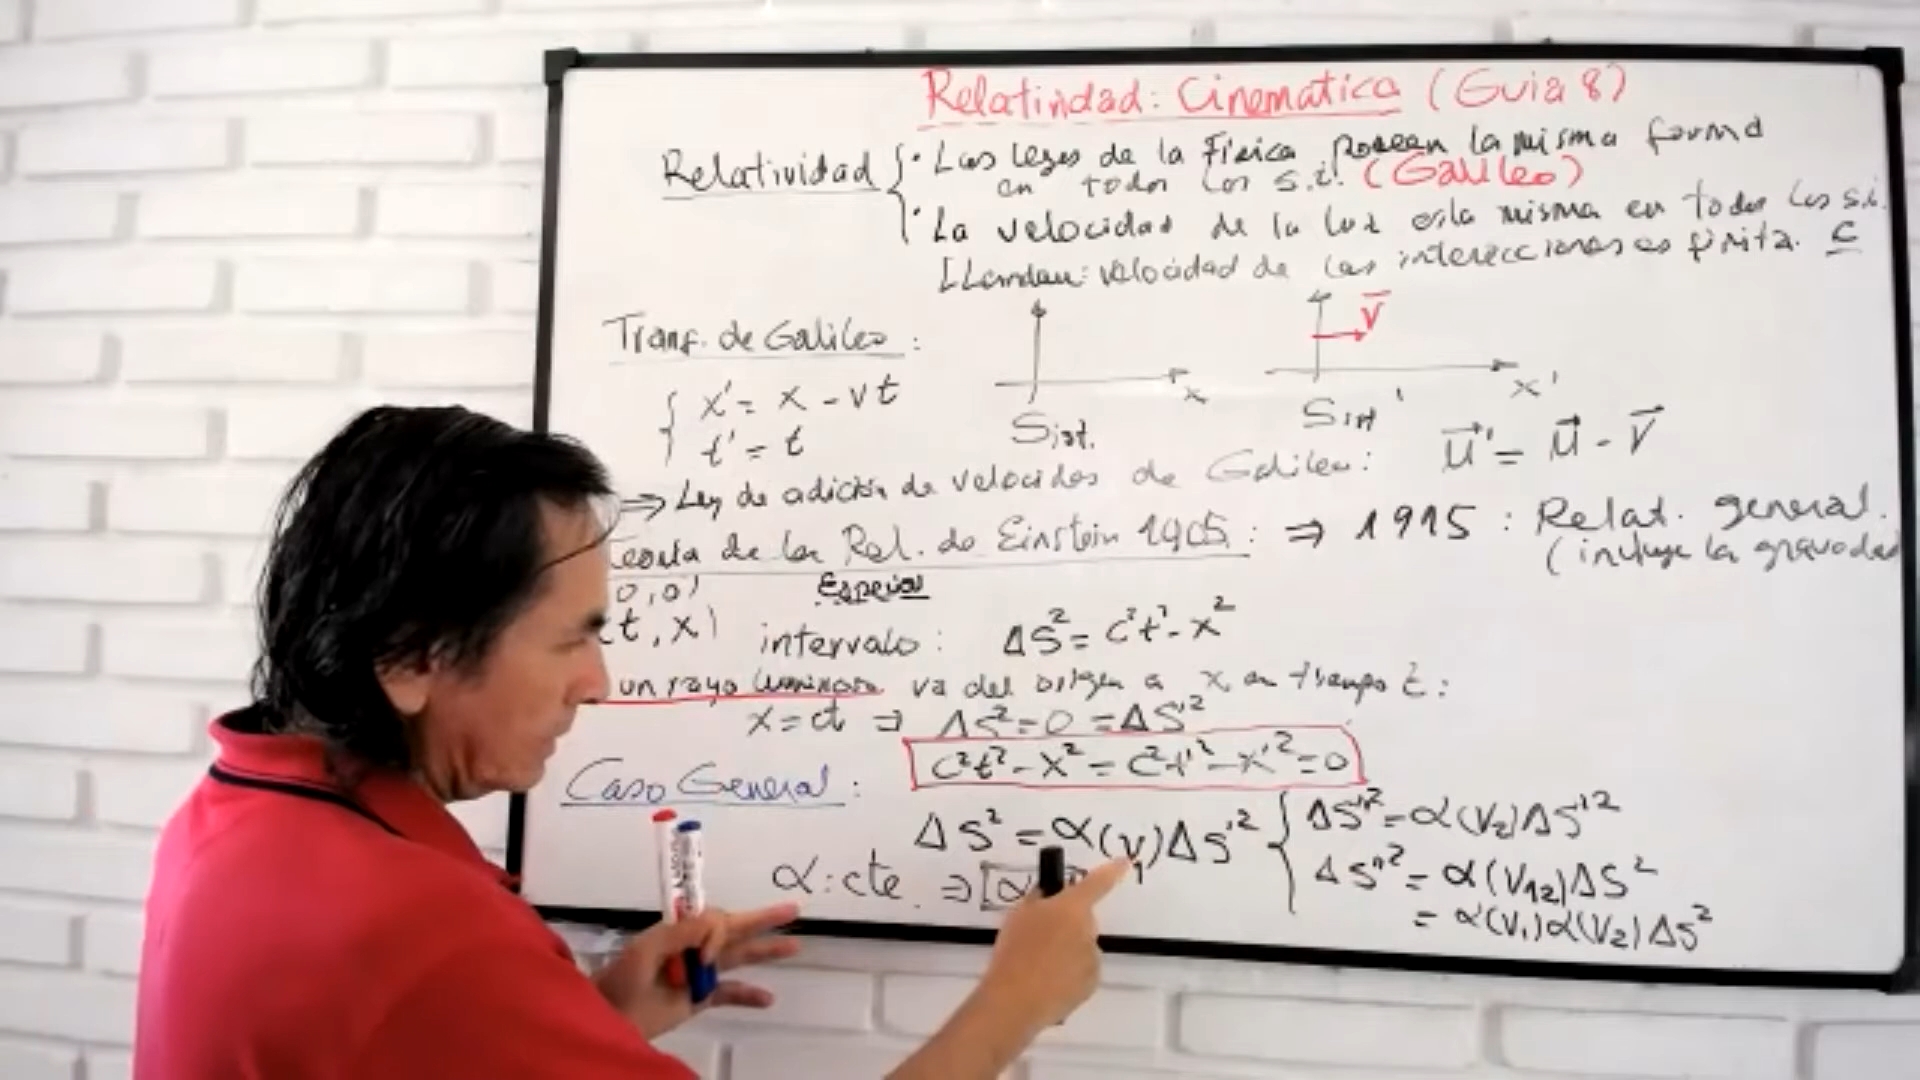 Relatividad: Cinematica (Guia 8)
Relatividad { · Las leyes de la Física poseen la misma forma
en todos los s.i. (Galileo)
· La velocidad de la luz es la misma en todos los s.i.
[Landau: velocidad de las interacciones es finita. c
Transf. de Galileo:
V⃗
x'= x - vt
t' = t
x
x'
Sist.
Sist'
⇒ Ley de adición de velocidades de Galileo: u⃗' = u⃗ - V⃗
Teoría de la Rel. de Einstein 1905: ⇒ 1915 : Relat. general.
Especial
(incluye la gravedad
0,0)
t, x) intervalo: ΔS² = c²t² - x²
un rayo luminoso va del origen a x en tiempo t:
x = ct ⇒ ΔS² = 0 = ΔS'²
c²t² - x² = c²t'² - x'² = 0
Caso General:
ΔS² = α(V₁)ΔS'² { ΔS''² = α(V₂)ΔS'²
α: cte. ⇒ α
ΔS''² = α(V₁₂)ΔS²
= α(V₁)α(V₂)ΔS²